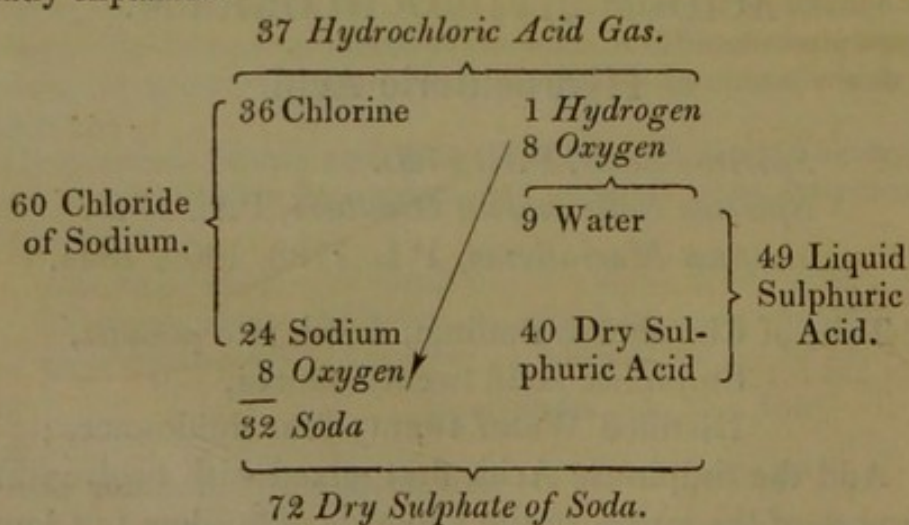 37 Hydrochloric Acid Gas.
36 Chlorine 1 Hydrogen
8 Oxygen
60 Chloride
of Sodium.
9 Water
49 Liquid
Sulphuric
Acid.
24 Sodium 40 Dry Sul-
8 Oxygen phuric Acid
32 Soda
72 Dry Sulphate of Soda.